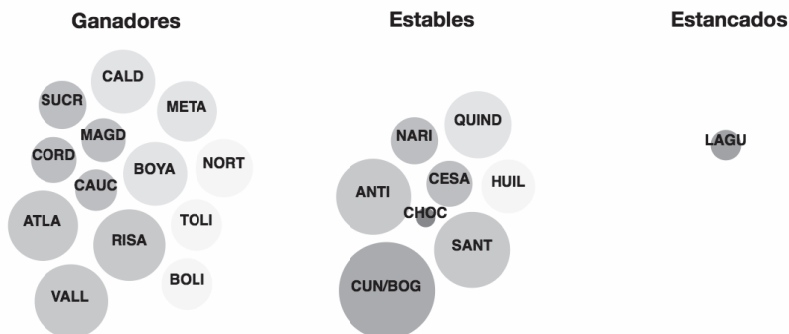 Ganadores
CALD
SUCR
META
MAGD
CORD
NORT
BOYA
CAUC
ATLA
TOLI
RISA
BOLI
VALL
Estables
QUIND
NARI
CESA
HUIL
ANTI
CHOC
SANT
CUN/BOG
Estancados
LAGU